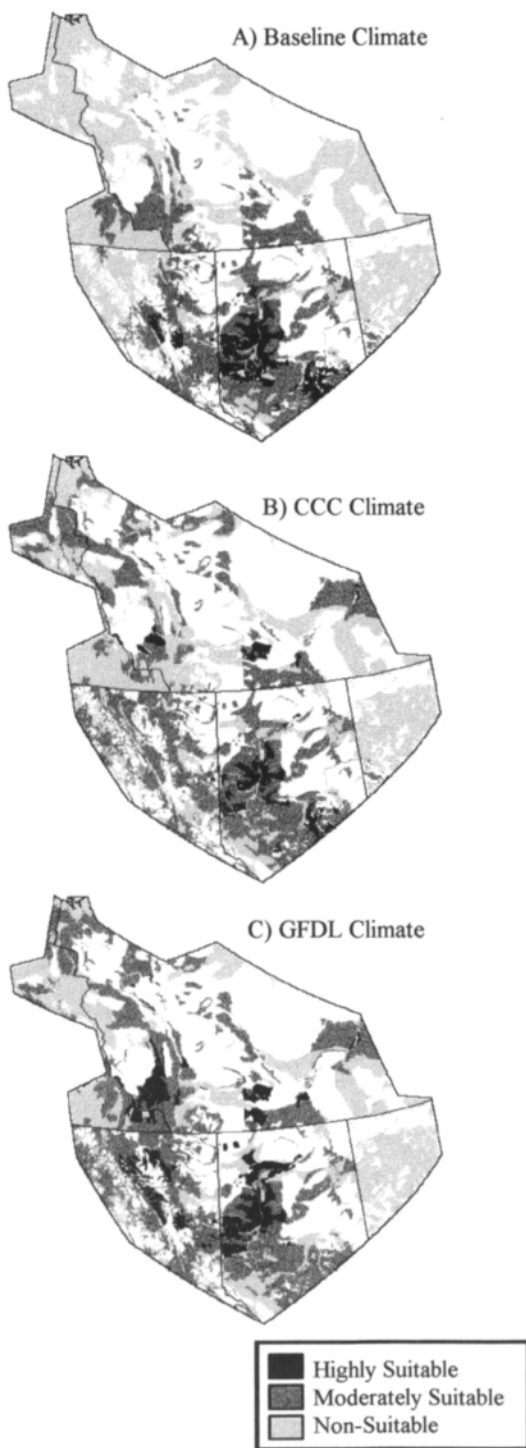 A) Baseline Climate
B) CCC Climate
C) GFDL Climate
Highly Suitable
Moderately Suitable
Non-Suitable